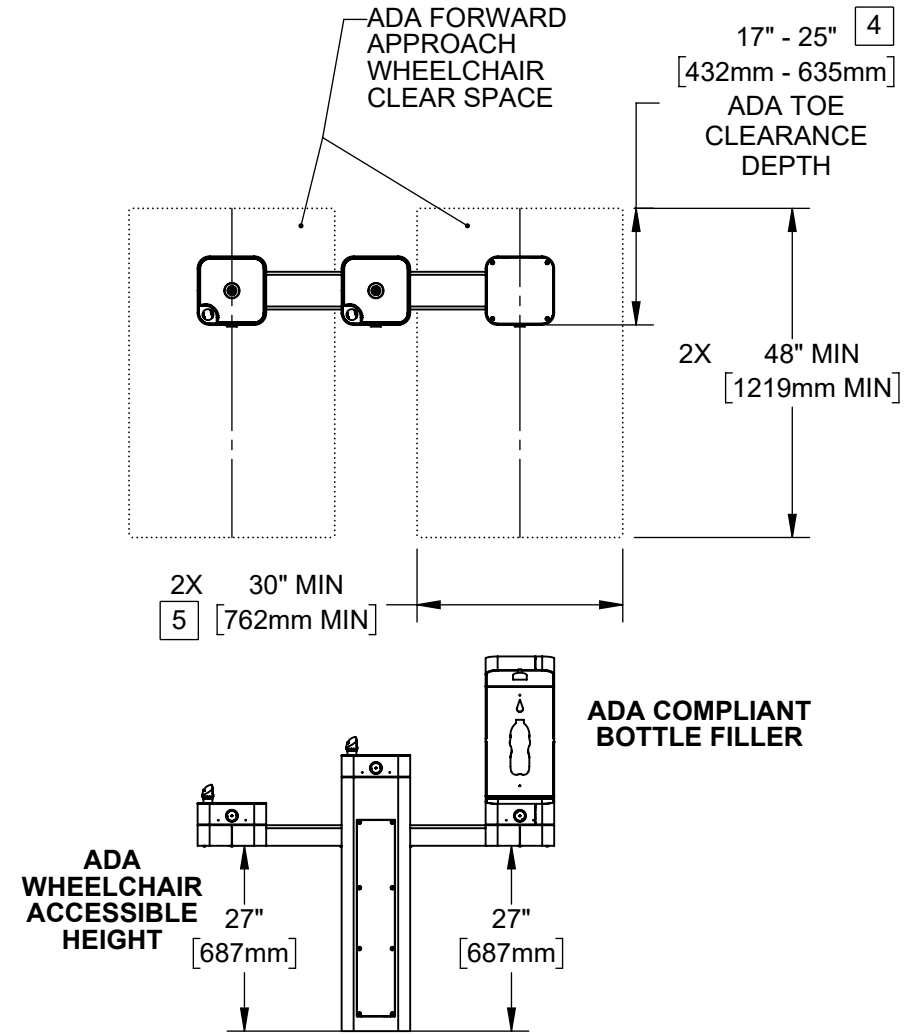 ADA FORWARD
APPROACH
WHEELCHAIR
CLEAR SPACE
17" - 25" 4
[432mm - 635mm]
ADA TOE
CLEARANCE
DEPTH
2X 48" MIN
[1219mm MIN]
2X 30" MIN
5 [762mm MIN]
ADA COMPLIANT
BOTTLE FILLER
ADA
WHEELCHAIR
ACCESSIBLE
HEIGHT
27"
[687mm]
27"
[687mm]